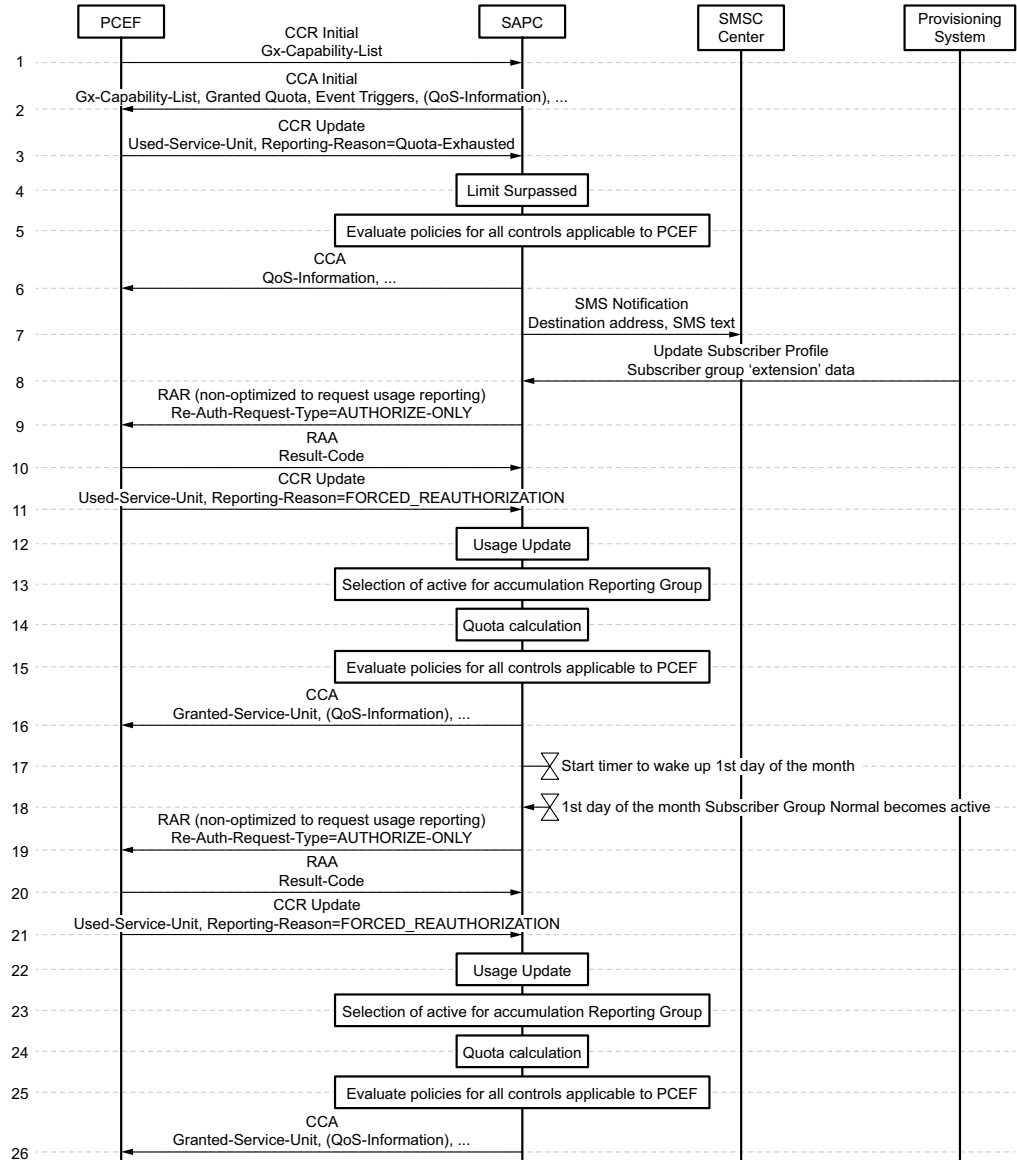 PCEF
SAPC
SMSC
Center
Provisioning
System
CCR Initial
Gx-Capability-List
1
CCA Initial
Gx-Capability-List, Granted Quota, Event Triggers, (QoS-Information), ...
2
CCR Update
Used-Service-Unit, Reporting-Reason=Quota-Exhausted
3
4
Limit Surpassed
5
Evaluate policies for all controls applicable to PCEF
CCA
QoS-Information, ...
6
SMS Notification
Destination address, SMS text
7
Update Subscriber Profile
Subscriber group ‘extension’ data
8
RAR (non-optimized to request usage reporting)
Re-Auth-Request-Type=AUTHORIZE-ONLY
9
RAA
Result-Code
10
CCR Update
Used-Service-Unit, Reporting-Reason=FORCED_REAUTHORIZATION
11
12
Usage Update
13
Selection of active for accumulation Reporting Group
14
Quota calculation
15
Evaluate policies for all controls applicable to PCEF
CCA
Granted-Service-Unit, (QoS-Information), ...
16
17
Start timer to wake up 1st day of the month
18
1st day of the month Subscriber Group Normal becomes active
RAR (non-optimized to request usage reporting)
Re-Auth-Request-Type=AUTHORIZE-ONLY
19
RAA
Result-Code
20
CCR Update
Used-Service-Unit, Reporting-Reason=FORCED_REAUTHORIZATION
21
22
Usage Update
23
Selection of active for accumulation Reporting Group
24
Quota calculation
25
Evaluate policies for all controls applicable to PCEF
CCA
Granted-Service-Unit, (QoS-Information), ...
26